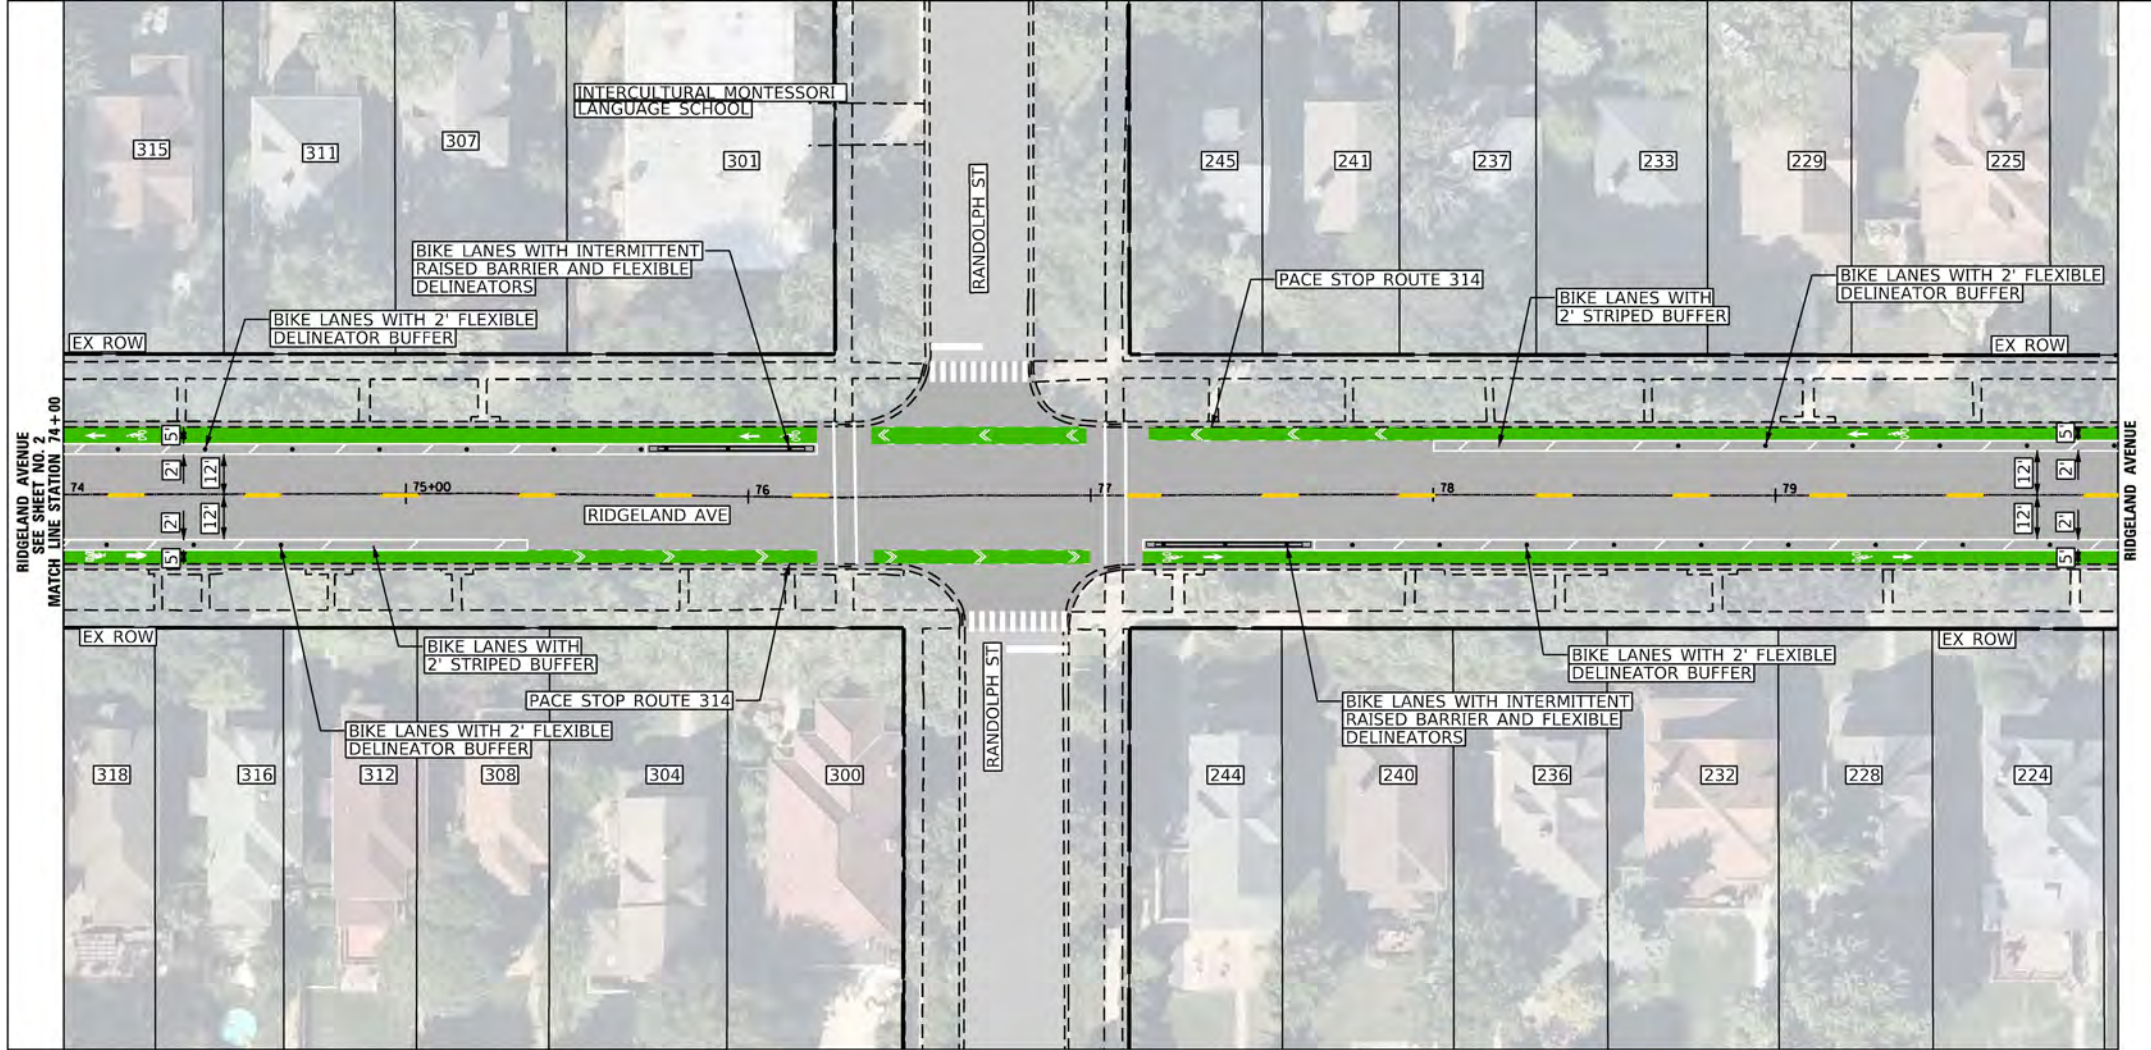 INTERCULTURAL MONTESSORI
LANGUAGE SCHOOL
315
311
307
301
245
241
237
233
229
225
RANDOLPH ST
BIKE LANES WITH INTERMITTENT
RAISED BARRIER AND FLEXIBLE
DELINEATORS
PACE STOP ROUTE 314
BIKE LANES WITH 2' FLEXIBLE
DELINEATOR BUFFER
BIKE LANES WITH
2' STRIPED BUFFER
BIKE LANES WITH 2' FLEXIBLE
DELINEATOR BUFFER
EX ROW
EX ROW
RIDGELAND AVENUE
SEE SHEET NO. 2
MATCH LINE STATION 74+00
RIDGELAND AVENUE
5'
2'
12'
5'
12'
2'
74
75+00
76
77
78
79
RIDGELAND AVE
2'
12'
5'
12'
2'
5'
EX ROW
EX ROW
BIKE LANES WITH
2' STRIPED BUFFER
RANDOLPH ST
BIKE LANES WITH 2' FLEXIBLE
DELINEATOR BUFFER
PACE STOP ROUTE 314
BIKE LANES WITH INTERMITTENT
RAISED BARRIER AND FLEXIBLE
DELINEATORS
BIKE LANES WITH 2' FLEXIBLE
DELINEATOR BUFFER
318
316
312
308
304
300
244
240
236
232
228
224